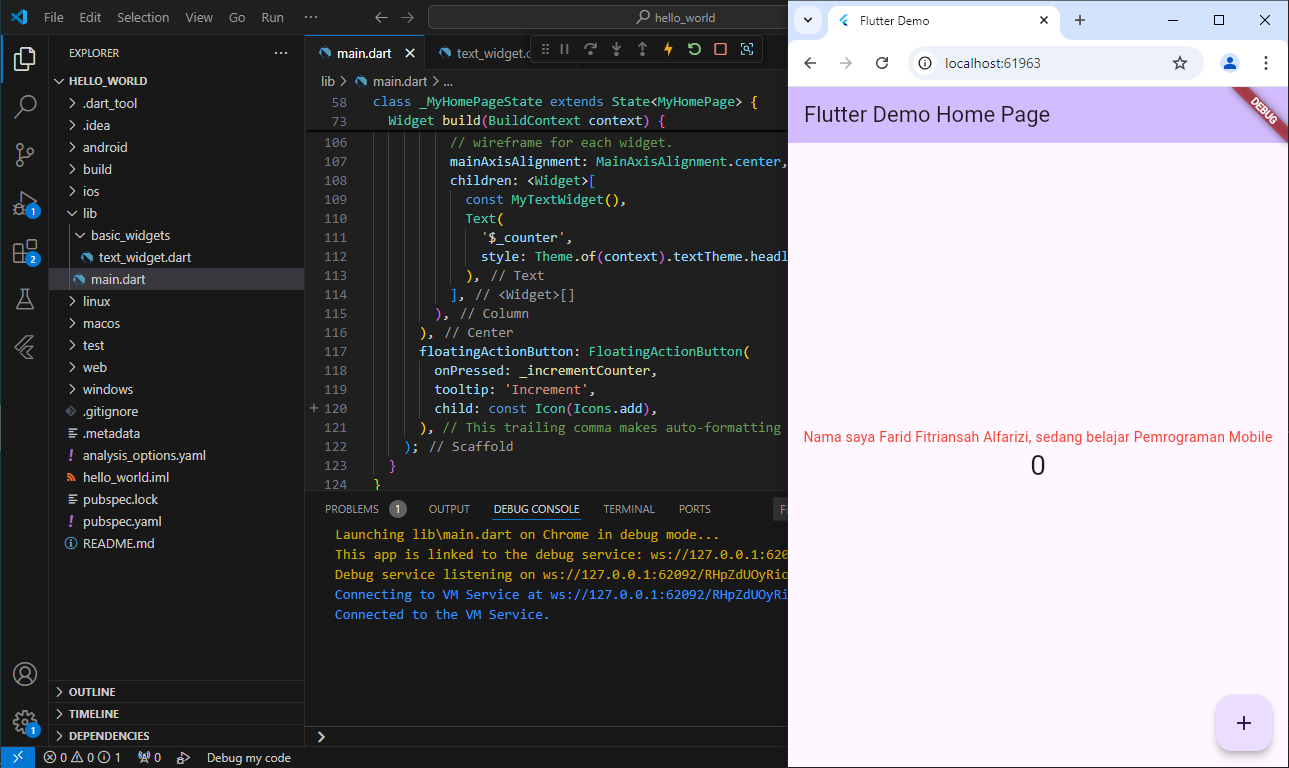 File Edit Selection View Go Run ··· hello_world
EXPLORER ···
HELLO_WORLD
.dart_tool
.idea
android
build
ios
lib
basic_widgets
text_widget.dart
main.dart
linux
macos
test
web
windows
.gitignore
.metadata
analysis_options.yaml
hello_world.iml
pubspec.lock
pubspec.yaml
README.md
OUTLINE
TIMELINE
DEPENDENCIES
1
2
1
main.dart text_widget.
lib > main.dart > ...
58 class _MyHomePageState extends State<MyHomePage> {
73 Widget build(BuildContext context) {
106 // wireframe for each widget.
107 mainAxisAlignment: MainAxisAlignment.center,
108 children: <Widget>[
109 const MyTextWidget(),
110 Text(
111 '$_counter',
112 style: Theme.of(context).textTheme.headl
113 ), // Text
114 ], // <Widget>[]
115 ), // Column
116 ), // Center
117 floatingActionButton: FloatingActionButton(
118 onPressed: _incrementCounter,
119 tooltip: 'Increment',
120 child: const Icon(Icons.add),
121 ), // This trailing comma makes auto-formatting
122 ); // Scaffold
123 }
124 }
PROBLEMS 1 OUTPUT DEBUG CONSOLE TERMINAL PORTS
Launching lib\main.dart on Chrome in debug mode...
This app is linked to the debug service: ws://127.0.0.1:620
Debug service listening on ws://127.0.0.1:62092/RHpZdUOyRic
Connecting to VM Service at ws://127.0.0.1:62092/RHpZdUOyRi
Connected to the VM Service.
0 0 1 0 Debug my code
Flutter Demo
localhost:61963
Flutter Demo Home Page
DEBUG
Nama saya Farid Fitriansah Alfarizi, sedang belajar Pemrograman Mobile
0
+